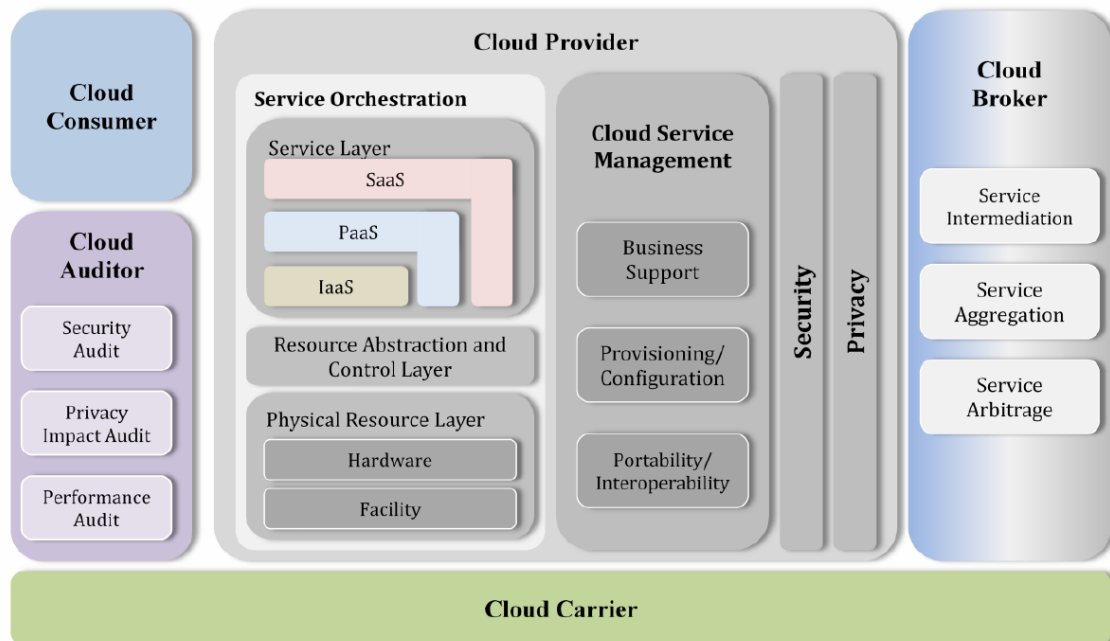 Cloud
Consumer
Cloud
Auditor
Security
Audit
Privacy
Impact Audit
Performance
Audit
Cloud Provider
Service Orchestration
Service Layer
SaaS
PaaS
IaaS
Resource Abstraction and
Control Layer
Physical Resource Layer
Hardware
Facility
Cloud Service
Management
Business
Support
Provisioning/
Configuration
Portability/
Interoperability
Security
Privacy
Cloud
Broker
Service
Intermediation
Service
Aggregation
Service
Arbitrage
Cloud Carrier